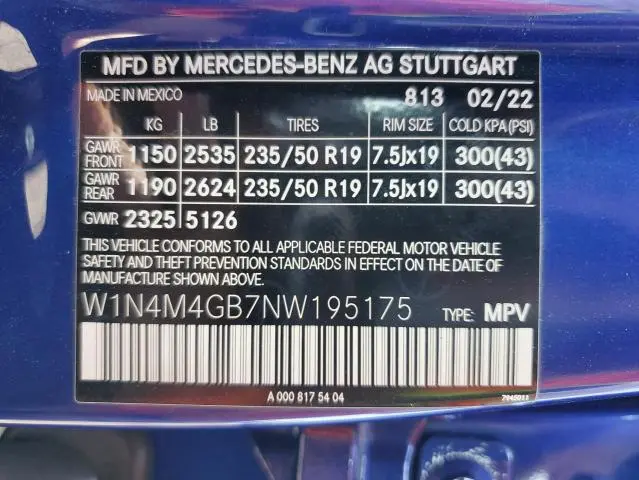 MFD BY MERCEDES-BENZ AG STUTTGART
MADE IN MEXICO 813 02/22
KG LB TIRES RIM SIZE COLD KPA (PSI)
GAWR FRONT 1150 2535 235/50 R19 7.5Jx19 300(43)
GAWR REAR 1190 2624 235/50 R19 7.5Jx19 300(43)
GVWR 2325 5126
THIS VEHICLE CONFORMS TO ALL APPLICABLE FEDERAL MOTOR VEHICLE
SAFETY AND THEFT PREVENTION STANDARDS IN EFFECT ON THE DATE
OF MANUFACTURE SHOWN ABOVE.
W1N4M4GB7NW195175 TYPE: MPV
A 000 817 54 04 7945011